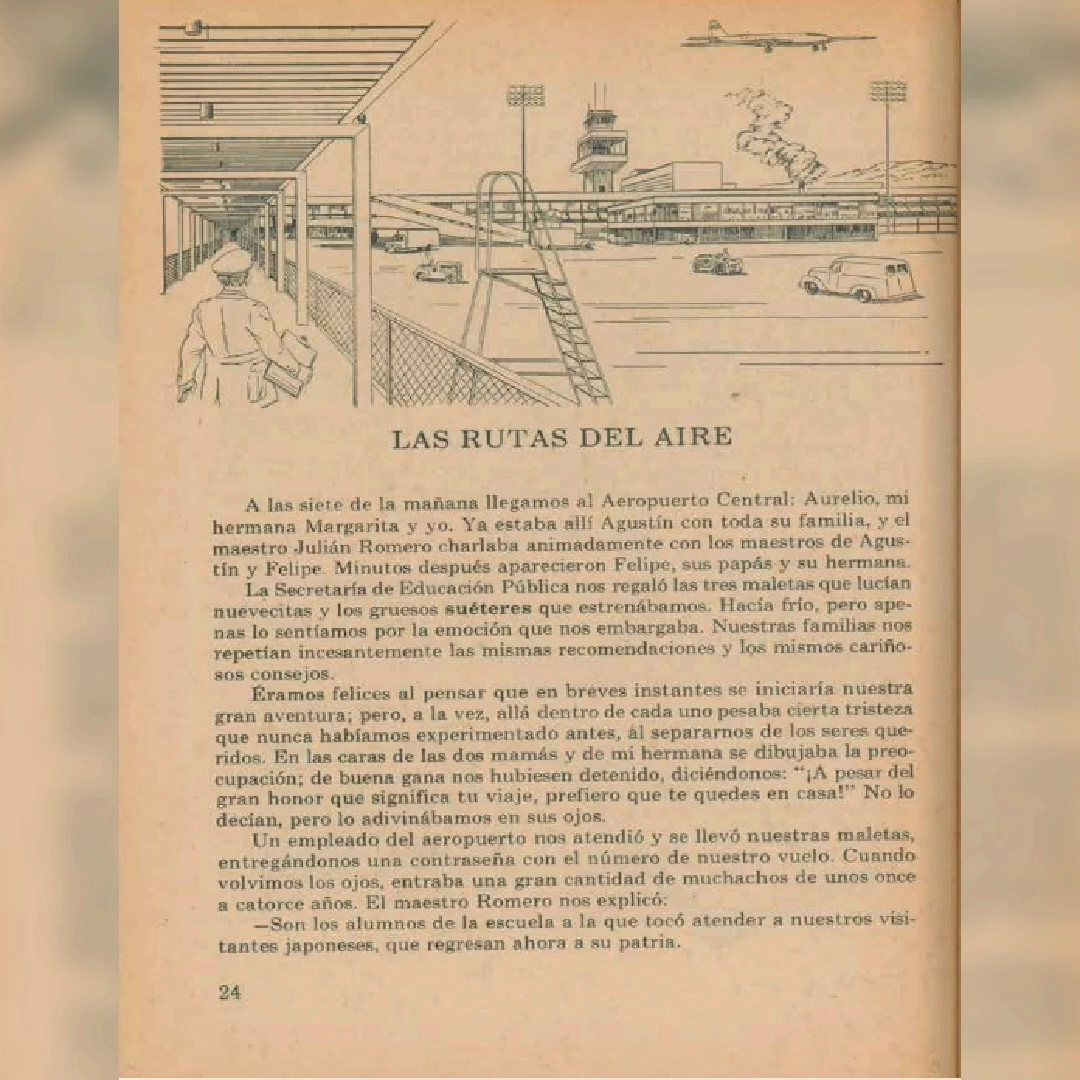 LAS RUTAS DEL AIRE
A las siete de la mañana llegamos al Aeropuerto Central: Aurelio, mi
hermana Margarita y yo. Ya estaba allí Agustín con toda su familia, y el
maestro Julián Romero charlaba animadamente con los maestros de Agus-
tín y Felipe. Minutos después aparecieron Felipe, sus papás y su hermana.
La Secretaría de Educación Pública nos regaló las tres maletas que lucían
nuevecitas y los gruesos suéteres que estrenábamos. Hacía frío, pero ape-
nas lo sentíamos por la emoción que nos embargaba. Nuestras familias nos
repetían incesantemente las mismas recomendaciones y los mismos cariño-
sos consejos.
Éramos felices al pensar que en breves instantes se iniciaría nuestra
gran aventura; pero, a la vez, allá dentro de cada uno pesaba cierta tristeza
que nunca habíamos experimentado antes, al separarnos de los seres que-
ridos. En las caras de las dos mamás y de mi hermana se dibujaba la preo-
cupación; de buena gana nos hubiesen detenido, diciéndonos: "¡A pesar del
gran honor que significa tu viaje, prefiero que te quedes en casa!" No lo
decían, pero lo adivinábamos en sus ojos.
Un empleado del aeropuerto nos atendió y se llevó nuestras maletas,
entregándonos una contraseña con el número de nuestro vuelo. Cuando
volvimos los ojos, entraba una gran cantidad de muchachos de unos once
a catorce años. El maestro Romero nos explicó:
—Son los alumnos de la escuela a la que tocó atender a nuestros visi-
tantes japoneses, que regresan ahora a su patria.
24